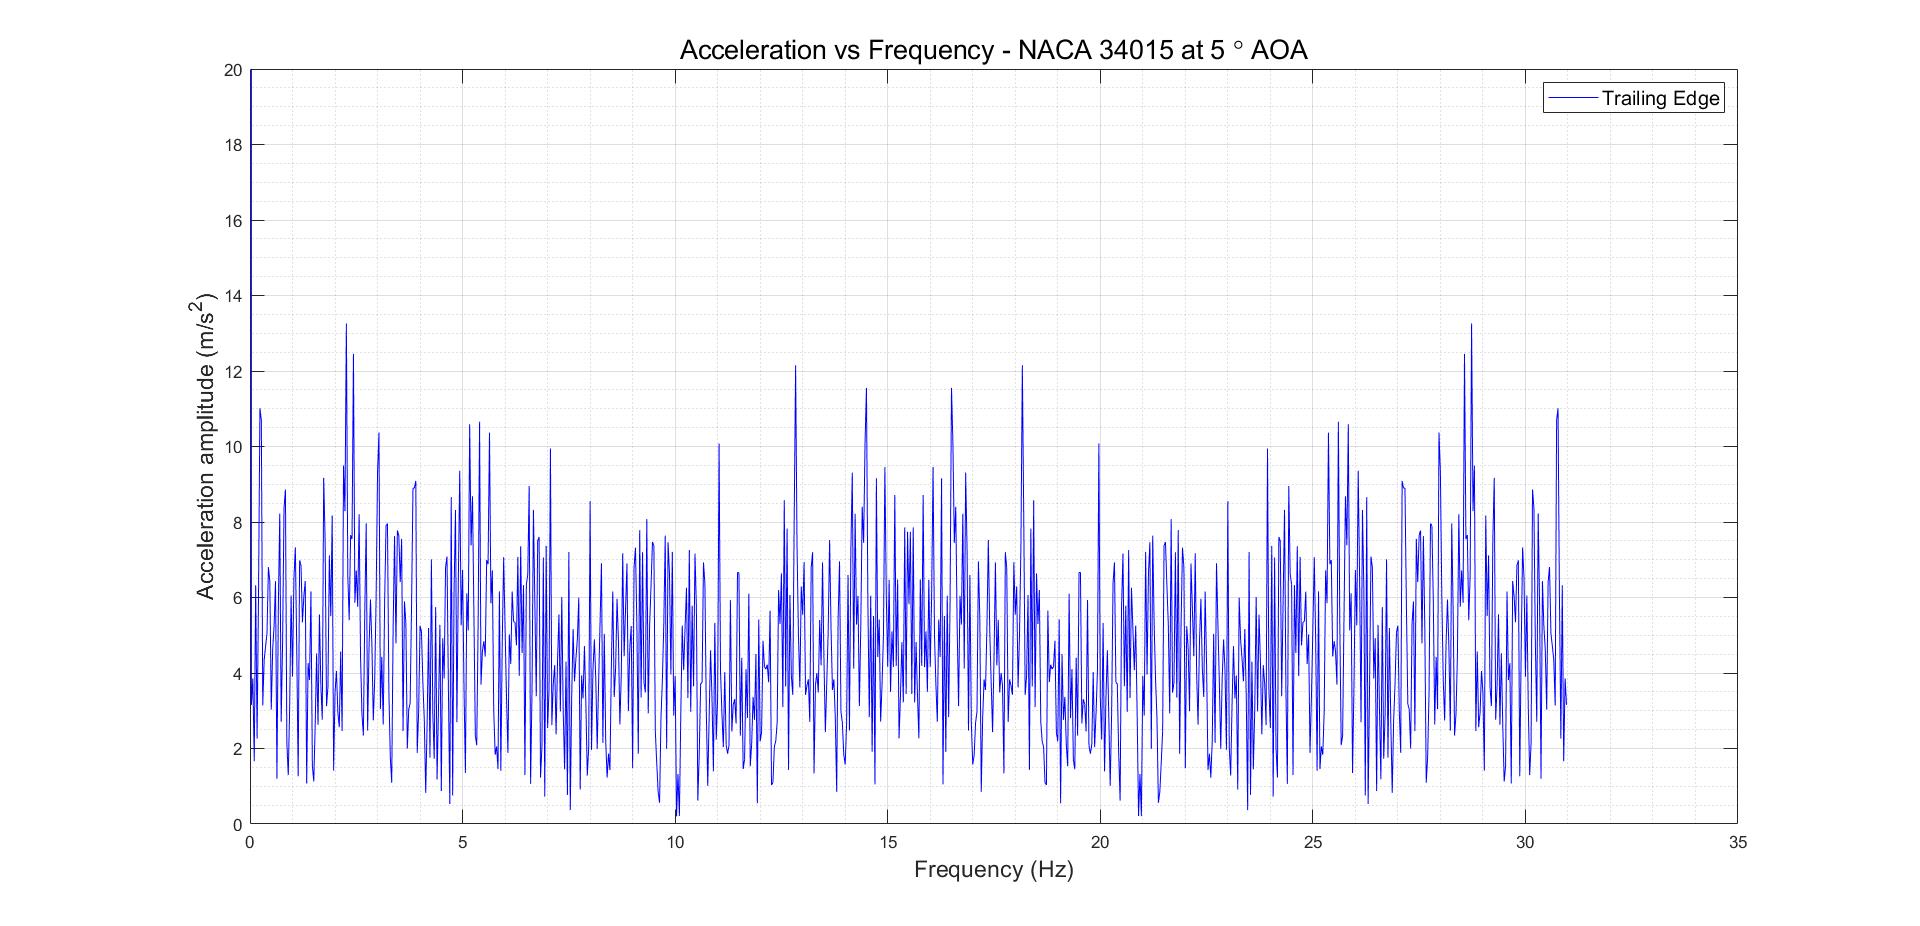 Acceleration vs Frequency - NACA 34015 at 5 ° AOA
Trailing Edge
Acceleration amplitude (m/s²)
20
18
16
14
12
10
8
6
4
2
0
0 5 10 15 20 25 30 35
Frequency (Hz)